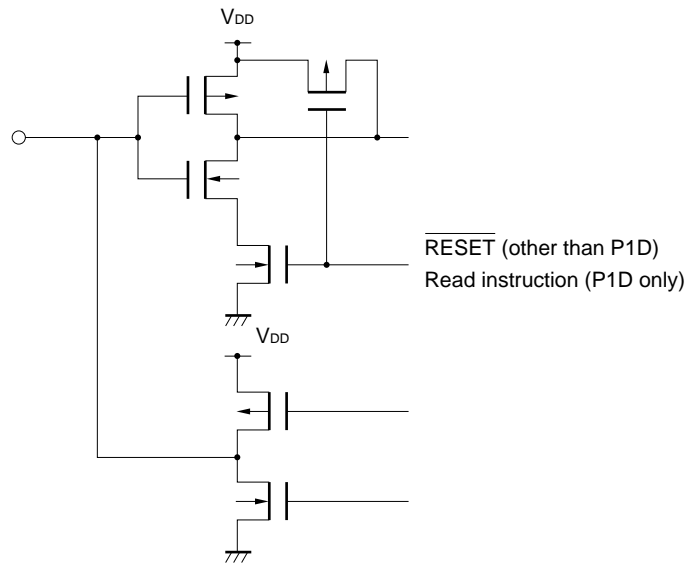 VDD
RESET (other than P1D)
Read instruction (P1D only)
VDD